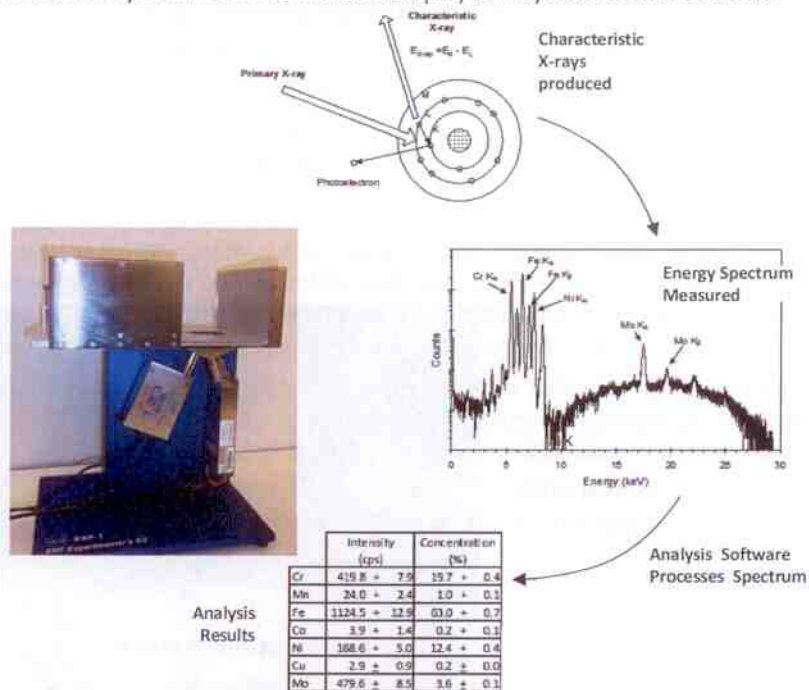 Characteristic
X-ray
Primary X-ray
Photoelectron
Characteristic
X-rays
produced
Energy Spectrum
Measured
Cr Kα
Fe Kα
Fe Kβ
Ni Kα
Mo Kα
Mo Kβ
Counts
0 5 10 15 20 25 30
Energy (keV)
Analysis Software
Processes Spectrum
Analysis
Results
Intensity (cps) Concentration (%)
Cr 419.8 ± 7.9 19.7 ± 0.4
Mn 24.0 ± 2.4 1.0 ± 0.1
Fe 1124.5 ± 12.9 63.0 ± 0.7
Co 3.9 ± 1.4 0.2 ± 0.1
Ni 168.6 ± 5.0 12.4 ± 0.4
Cu 2.9 ± 0.9 0.2 ± 0.0
Mo 479.6 ± 8.5 3.6 ± 0.1